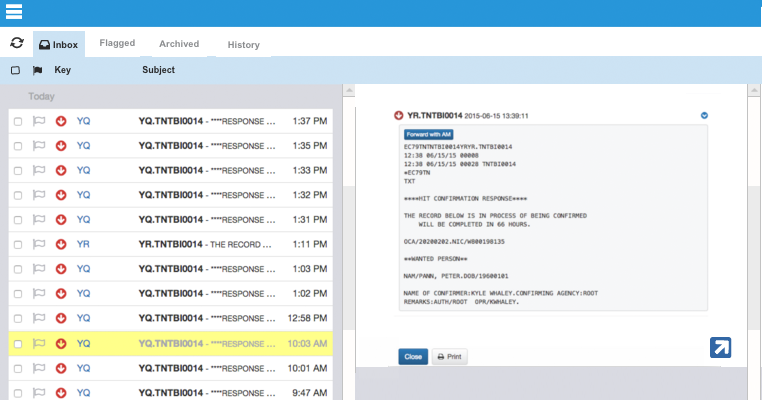 Inbox Flagged Archived History
Key Subject
Today
YQ YQ.TNTBI0014 - ****RESPONSE ... 1:37 PM
YQ YQ.TNTBI0014 - ****RESPONSE ... 1:35 PM
YQ YQ.TNTBI0014 - ****RESPONSE ... 1:33 PM
YQ YQ.TNTBI0014 - ****RESPONSE ... 1:32 PM
YQ YQ.TNTBI0014 - ****RESPONSE ... 1:31 PM
YR YR.TNTBI0014 - THE RECORD ... 1:11 PM
YQ YQ.TNTBI0014 - ****RESPONSE ... 1:03 PM
YQ YQ.TNTBI0014 - ****RESPONSE ... 1:02 PM
YQ YQ.TNTBI0014 - ****RESPONSE ... 12:58 PM
YQ YQ.TNTBI0014 - ****RESPONSE ... 10:03 AM
YQ YQ.TNTBI0014 - ****RESPONSE ... 10:01 AM
YQ YQ.TNTBI0014 - ****RESPONSE ... 9:47 AM
YR.TNTBI0014 2015-06-15 13:39:11
Forward with AM
EC79TNTNTBI0014YRYR.TNTBI0014
12:38 06/15/15 00008
12:38 06/15/15 00028 TNTBI0014
*EC79TN
TXT
****HIT CONFIRMATION RESPONSE****
THE RECORD BELOW IS IN PROCESS OF BEING CONFIRMED
WILL BE COMPLETED IN 66 HOURS.
OCA/20200202.NIC/W800198135
**WANTED PERSON**
NAM/PANN, PETER.DOB/19600101
NAME OF CONFIRMER:KYLE WHALEY.CONFIRMING AGENCY:ROOT
REMARKS:AUTH/ROOT OPR/KWHALEY.
Close Print